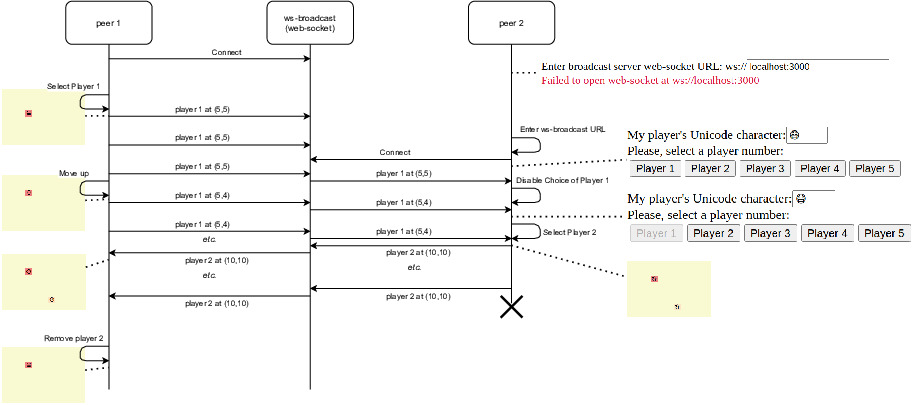 peer 1
ws-broadcast
(web-socket)
peer 2
Connect
Enter broadcast server web-socket URL: ws:// localhost:3000
Failed to open web-socket at ws://localhost:3000
Select Player 1
player 1 at (5,5)
Enter ws-broadcast URL
My player's Unicode character:
player 1 at (5,5)
Connect
Please, select a player number:
Player 1 Player 2 Player 3 Player 4 Player 5
player 1 at (5,5)
player 1 at (5,5)
Move up
Disable Choice of Player 1
My player's Unicode character:
player 1 at (5,4)
player 1 at (5,4)
Please, select a player number:
Player 1 Player 2 Player 3 Player 4 Player 5
player 1 at (5,4)
player 1 at (5,4)
Select Player 2
etc.
player 2 at (10,10)
player 2 at (10,10)
etc.
etc.
player 2 at (10,10)
player 2 at (10,10)
Remove player 2